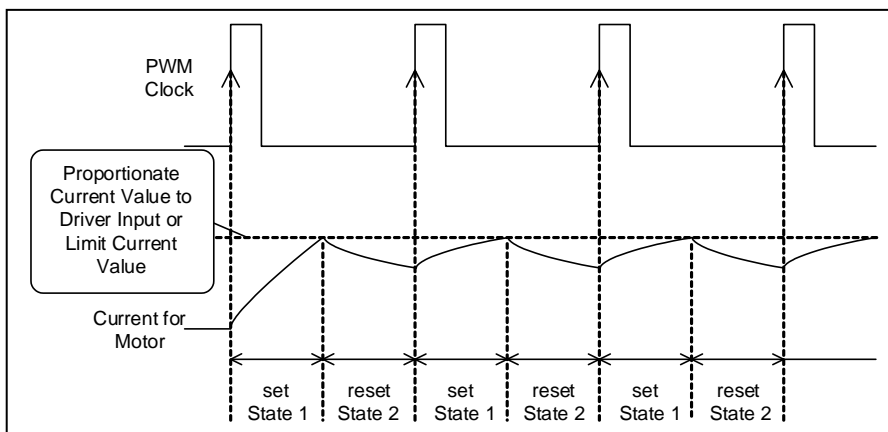 PWM
Clock
Proportionate
Current Value to
Driver Input or
Limit Current
Value
Current for
Motor
set
State 1
reset
State 2
set
State 1
reset
State 2
set
State 1
reset
State 2